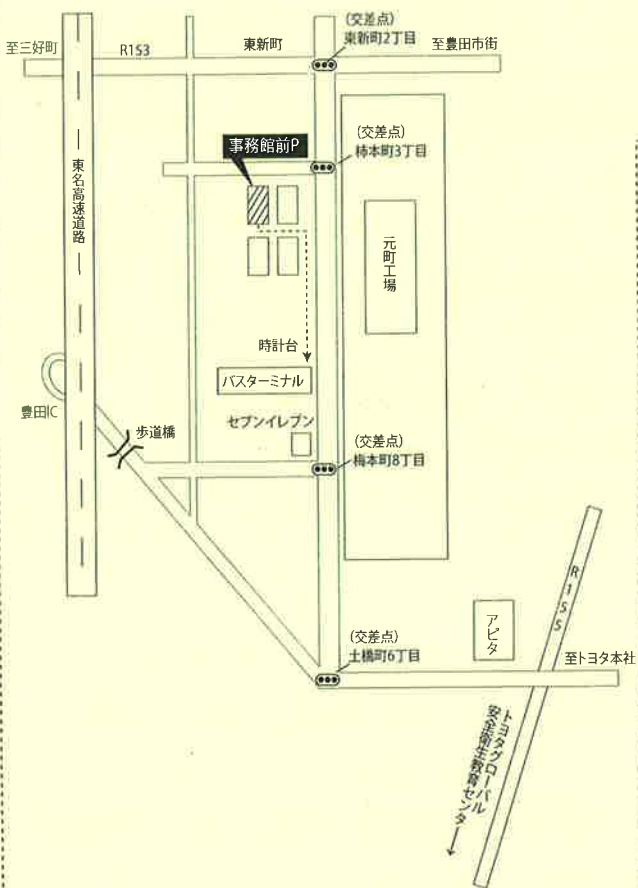 (交差点)
東新町2丁目
至三好町
R153
東新町
至豊田市街
東名高速道路
事務館前P
(交差点)
柿本町3丁目
元町工場
時計台
バスターミナル
豊田IC
歩道橋
セブンイレブン
(交差点)
梅本町8丁目
R155
アピタ
(交差点)
土橋町6丁目
至トヨタ本社
トヨタグローバル
安全衛生教育センタ